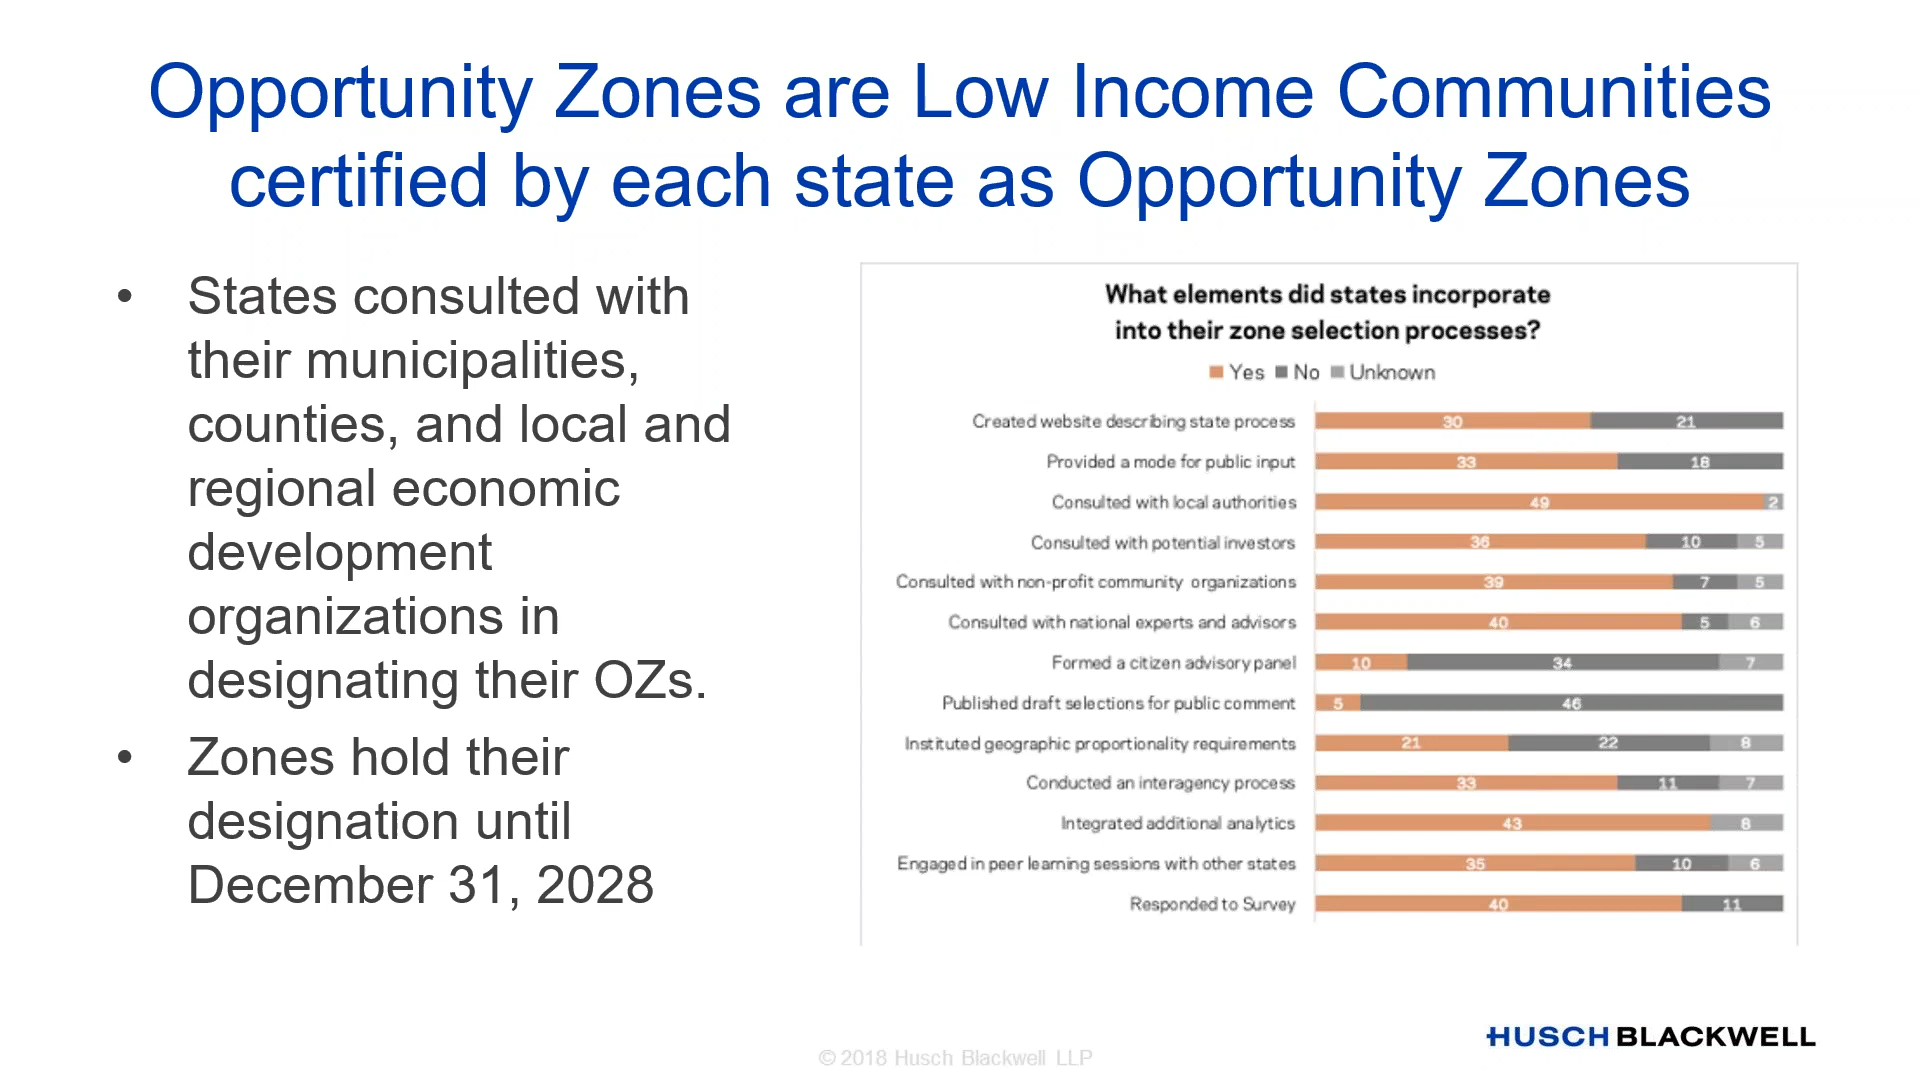 Opportunity Zones are Low Income Communities
certified by each state as Opportunity Zones
• States consulted with
their municipalities,
counties, and local and
regional economic
development
organizations in
designating their OZs.
• Zones hold their
designation until
December 31, 2028
What elements did states incorporate
into their zone selection processes?
Yes No Unknown
Created website describing state process 30 21
Provided a mode for public input 33 18
Consulted with local authorities 49 2
Consulted with potential investors 36 10 5
Consulted with non-profit community organizations 39 7 5
Consulted with national experts and advisors 40 5 6
Formed a citizen advisory panel 10 34 7
Published draft selections for public comment 5 46
Instituted geographic proportionality requirements 21 22 8
Conducted an interagency process 33 11 7
Integrated additional analytics 43 8
Engaged in peer learning sessions with other states 35 10 6
Responded to Survey 40 11
HUSCH BLACKWELL
© 2018 Husch Blackwell LLP